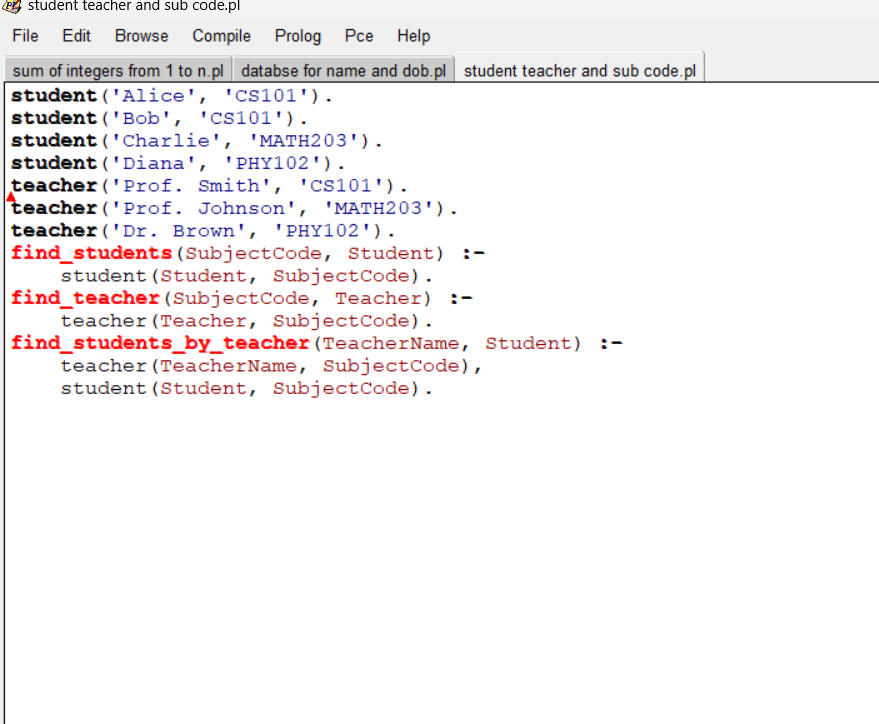 student teacher and sub code.pl
File Edit Browse Compile Prolog Pce Help
sum of integers from 1 to n.pl databse for name and dob.pl student teacher and sub code.pl
student('Alice', 'CS101').
student('Bob', 'CS101').
student('Charlie', 'MATH203').
student('Diana', 'PHY102').
teacher('Prof. Smith', 'CS101').
teacher('Prof. Johnson', 'MATH203').
teacher('Dr. Brown', 'PHY102').
find_students(SubjectCode, Student) :-
    student(Student, SubjectCode).
find_teacher(SubjectCode, Teacher) :-
    teacher(Teacher, SubjectCode).
find_students_by_teacher(TeacherName, Student) :-
    teacher(TeacherName, SubjectCode),
    student(Student, SubjectCode).